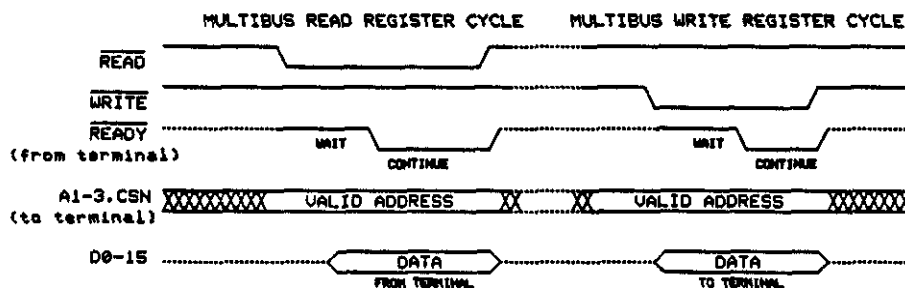 MULTIBUS READ REGISTER CYCLE MULTIBUS WRITE REGISTER CYCLE
READ
WRITE
READY WAIT WAIT
(from terminal) CONTINUE CONTINUE
A1-3.CSN VALID ADDRESS VALID ADDRESS
(to terminal)
D0-15 DATA DATA
FROM TERMINAL TO TERMINAL